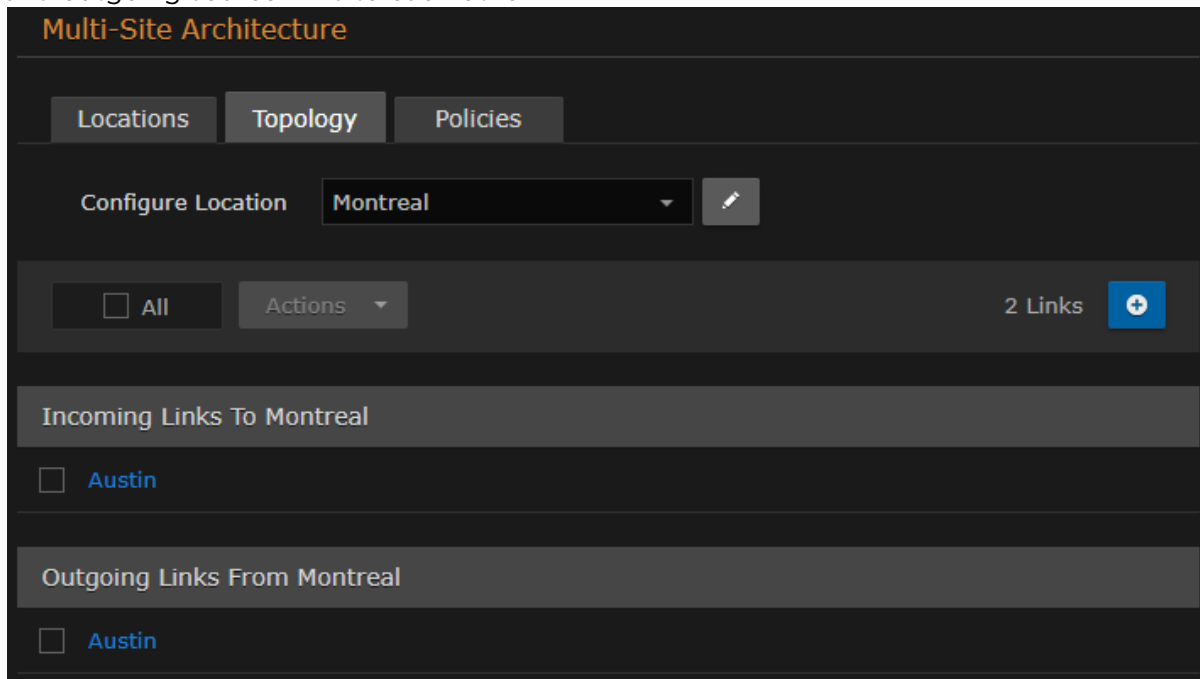 Multi-Site Architecture
Locations Topology Policies
Configure Location Montreal
All Actions 2 Links
Incoming Links To Montreal
Austin
Outgoing Links From Montreal
Austin